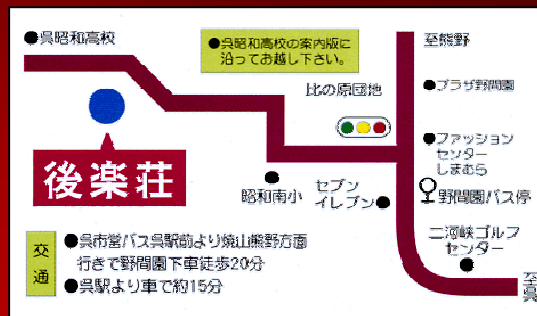 ●呉昭和高校
●呉昭和高校の案内版に
沿ってお越し下さい。
至熊野
比の原団地
●プラザ野間園
●ファッション
センター
しまむら
後楽荘
昭和南小
セブン
イレブン●
野間園バス停
二河峡ゴルフ
センター
至呉
交通
●呉市営バス呉駅前より焼山熊野方面
行きで野間園下車徒歩20分
●呉駅より車で約15分